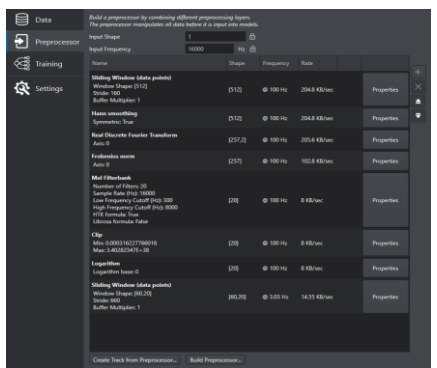 Data
Preprocessor
Training
Settings
Build a preprocessor by combining different preprocessing layers.
The preprocessor manipulates all data before it is input into models.
Input Shape 1
Input Frequency 16000 Hz
Name Shape Frequency Rate
Sliding Window (data points)
Window Shape: [512]
Stride: 160
Buffer Multiplier: 1
[512] @ 100 Hz 204.8 KB/sec Properties
Hann smoothing
Symmetric: True
[512] @ 100 Hz 204.8 KB/sec Properties
Real Discrete Fourier Transform
Axis: 0
[257,2] @ 100 Hz 205.6 KB/sec Properties
Frobenius norm
Axis: 0
[257] @ 100 Hz 102.8 KB/sec Properties
Mel Filterbank
Number of Filters: 20
Sample Rate (Hz): 16000
Low Frequency Cutoff (Hz): 300
High Frequency Cutoff (Hz): 8000
HTK formula: True
Librosa formula: False
[20] @ 100 Hz 8 KB/sec Properties
Clip
Min: 0.000316227766016
Max: 3.40282347E+38
[20] @ 100 Hz 8 KB/sec Properties
Logarithm
Logarithm base: 0
[20] @ 100 Hz 8 KB/sec Properties
Sliding Window (data points)
Window Shape: [60,20]
Stride: 660
Buffer Multiplier: 1
[60,20] @ 3.03 Hz 14.55 KB/sec Properties
Create Track from Preprocessor... Build Preprocessor...